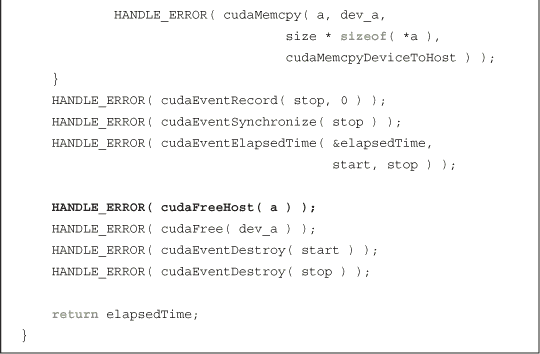 HANDLE_ERROR( cudaMemcpy( a, dev_a,
size * sizeof( *a ),
cudaMemcpyDeviceToHost ) );
}
HANDLE_ERROR( cudaEventRecord( stop, 0 ) );
HANDLE_ERROR( cudaEventSynchronize( stop ) );
HANDLE_ERROR( cudaEventElapsedTime( &elapsedTime,
start, stop ) );
HANDLE_ERROR( cudaFreeHost( a ) );
HANDLE_ERROR( cudaFree( dev_a ) );
HANDLE_ERROR( cudaEventDestroy( start ) );
HANDLE_ERROR( cudaEventDestroy( stop ) );
return elapsedTime;
}